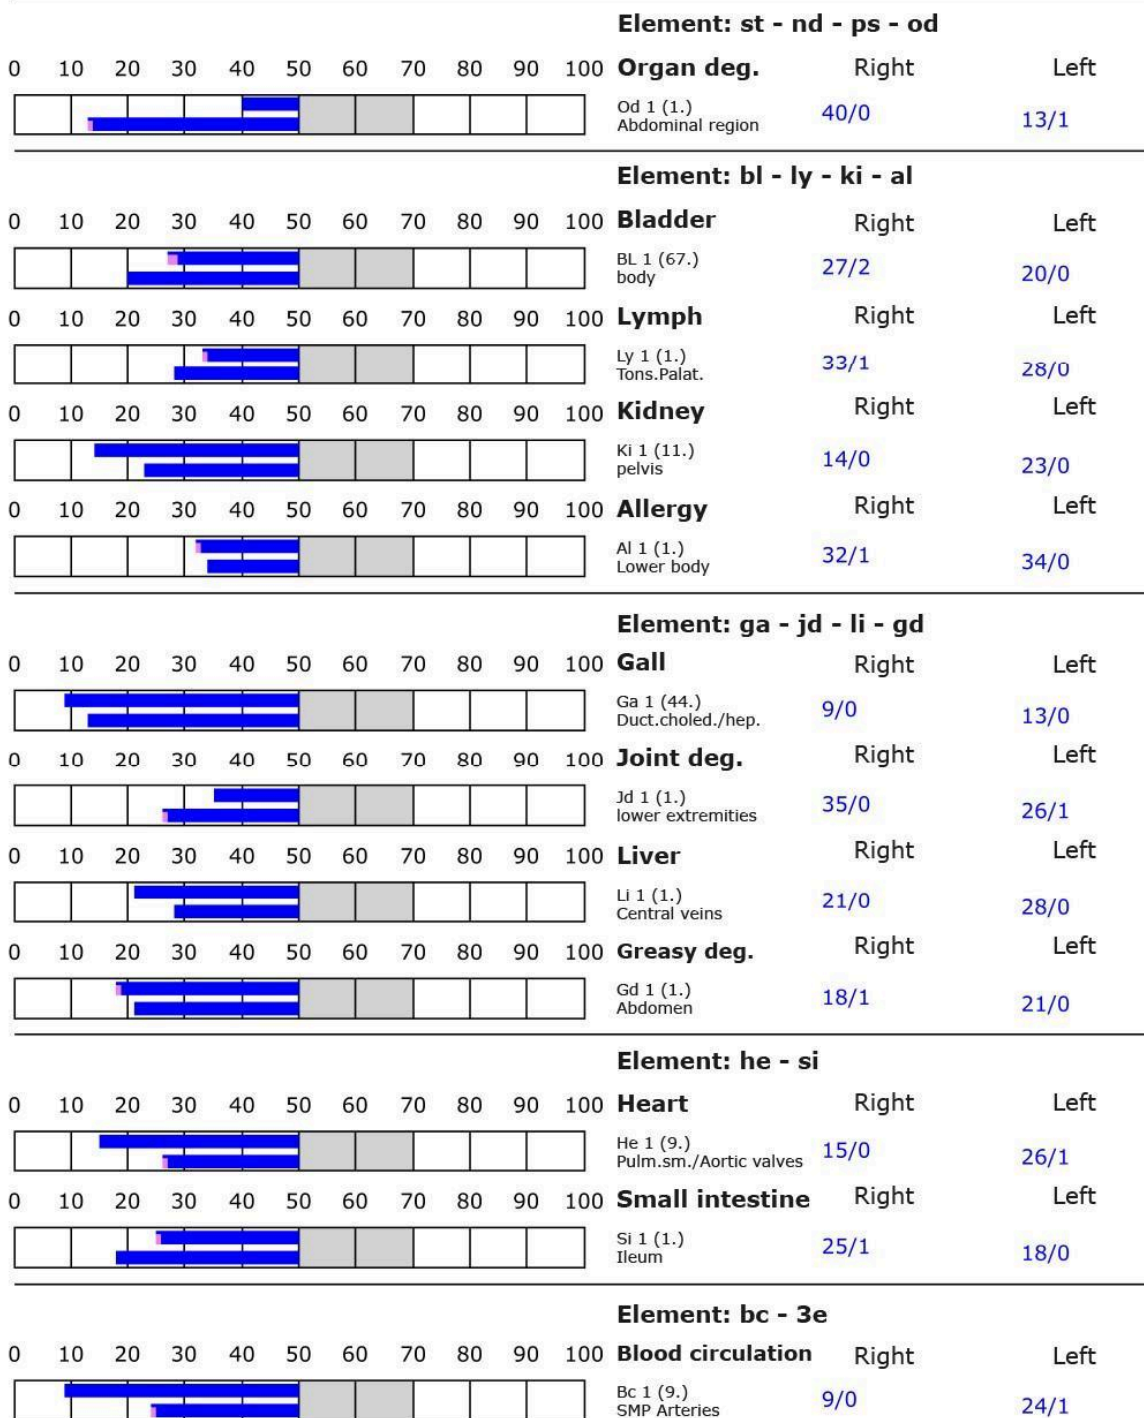 Element: st - nd - ps - od
0 10 20 30 40 50 60 70 80 90 100 Organ deg. Right Left
Od 1 (1.) 40/0 13/1
Abdominal region
Element: bl - ly - ki - al
0 10 20 30 40 50 60 70 80 90 100 Bladder Right Left
BL 1 (67.) 27/2 20/0
body
0 10 20 30 40 50 60 70 80 90 100 Lymph Right Left
Ly 1 (1.) 33/1 28/0
Tons.Palat.
0 10 20 30 40 50 60 70 80 90 100 Kidney Right Left
Ki 1 (11.) 14/0 23/0
pelvis
0 10 20 30 40 50 60 70 80 90 100 Allergy Right Left
Al 1 (1.) 32/1 34/0
Lower body
Element: ga - jd - li - gd
0 10 20 30 40 50 60 70 80 90 100 Gall Right Left
Ga 1 (44.) 9/0 13/0
Duct.choled./hep.
0 10 20 30 40 50 60 70 80 90 100 Joint deg. Right Left
Jd 1 (1.) 35/0 26/1
lower extremities
0 10 20 30 40 50 60 70 80 90 100 Liver Right Left
Li 1 (1.) 21/0 28/0
Central veins
0 10 20 30 40 50 60 70 80 90 100 Greasy deg. Right Left
Gd 1 (1.) 18/1 21/0
Abdomen
Element: he - si
0 10 20 30 40 50 60 70 80 90 100 Heart Right Left
He 1 (9.) 15/0 26/1
Pulm.sm./Aortic valves
0 10 20 30 40 50 60 70 80 90 100 Small intestine Right Left
Si 1 (1.) 25/1 18/0
Ileum
Element: bc - 3e
0 10 20 30 40 50 60 70 80 90 100 Blood circulation Right Left
Bc 1 (9.) 9/0 24/1
SMP Arteries